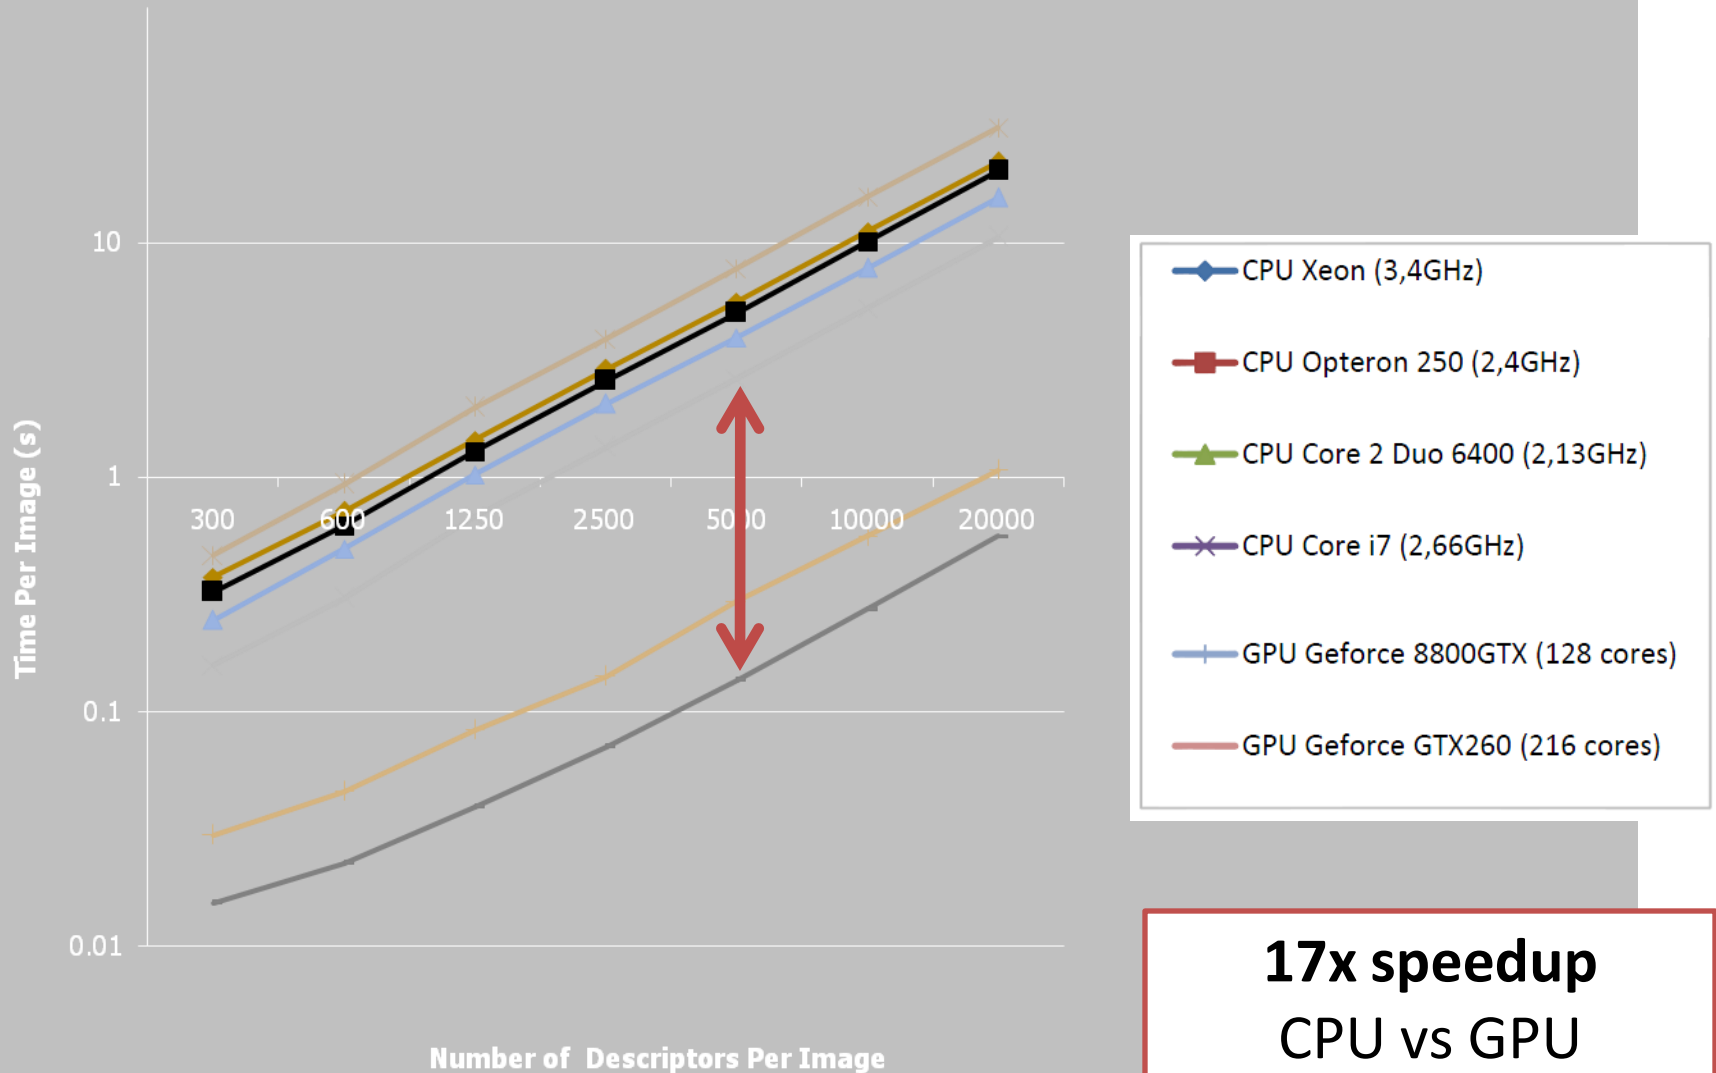 10
1
0.1
0.01
Time Per Image (s)
300 600 1250 2500 5000 10000 20000
Number of Descriptors Per Image
CPU Xeon (3,4GHz)
CPU Opteron 250 (2,4GHz)
CPU Core 2 Duo 6400 (2,13GHz)
CPU Core i7 (2,66GHz)
GPU Geforce 8800GTX (128 cores)
GPU Geforce GTX260 (216 cores)
17x speedup
CPU vs GPU